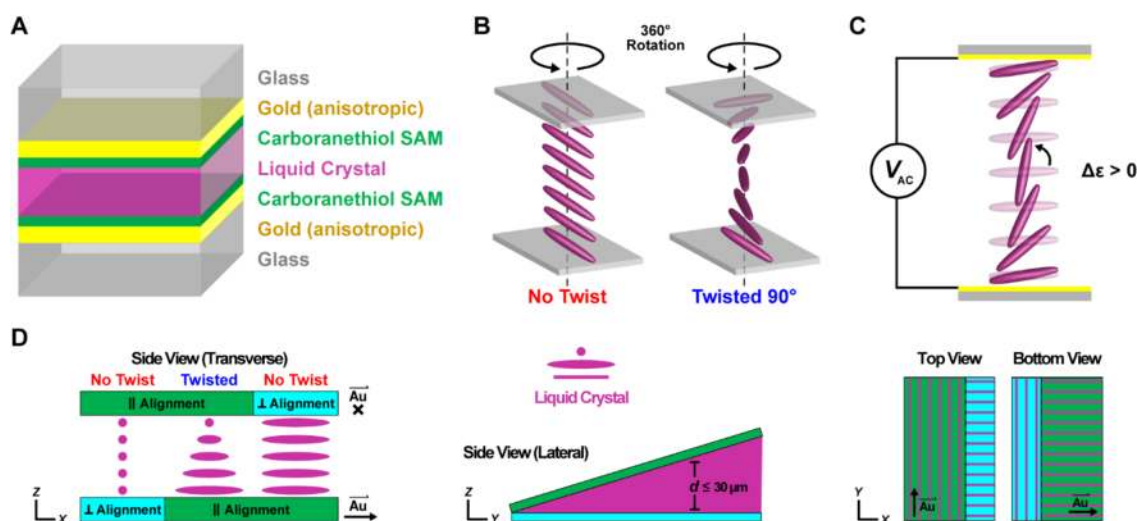 A
Glass
Gold (anisotropic)
Carboranethiol SAM
Liquid Crystal
Carboranethiol SAM
Gold (anisotropic)
Glass
B
360°
Rotation
No Twist
Twisted 90°
C
VAC
Δε > 0
D
Side View (Transverse)
No Twist
Twisted
No Twist
|| Alignment
⊥ Alignment
Au
⊥ Alignment
|| Alignment
Au
Z
X
Liquid Crystal
Side View (Lateral)
d ≤ 30 μm
Z
Y
Top View
Bottom View
Au
Au
Y
X